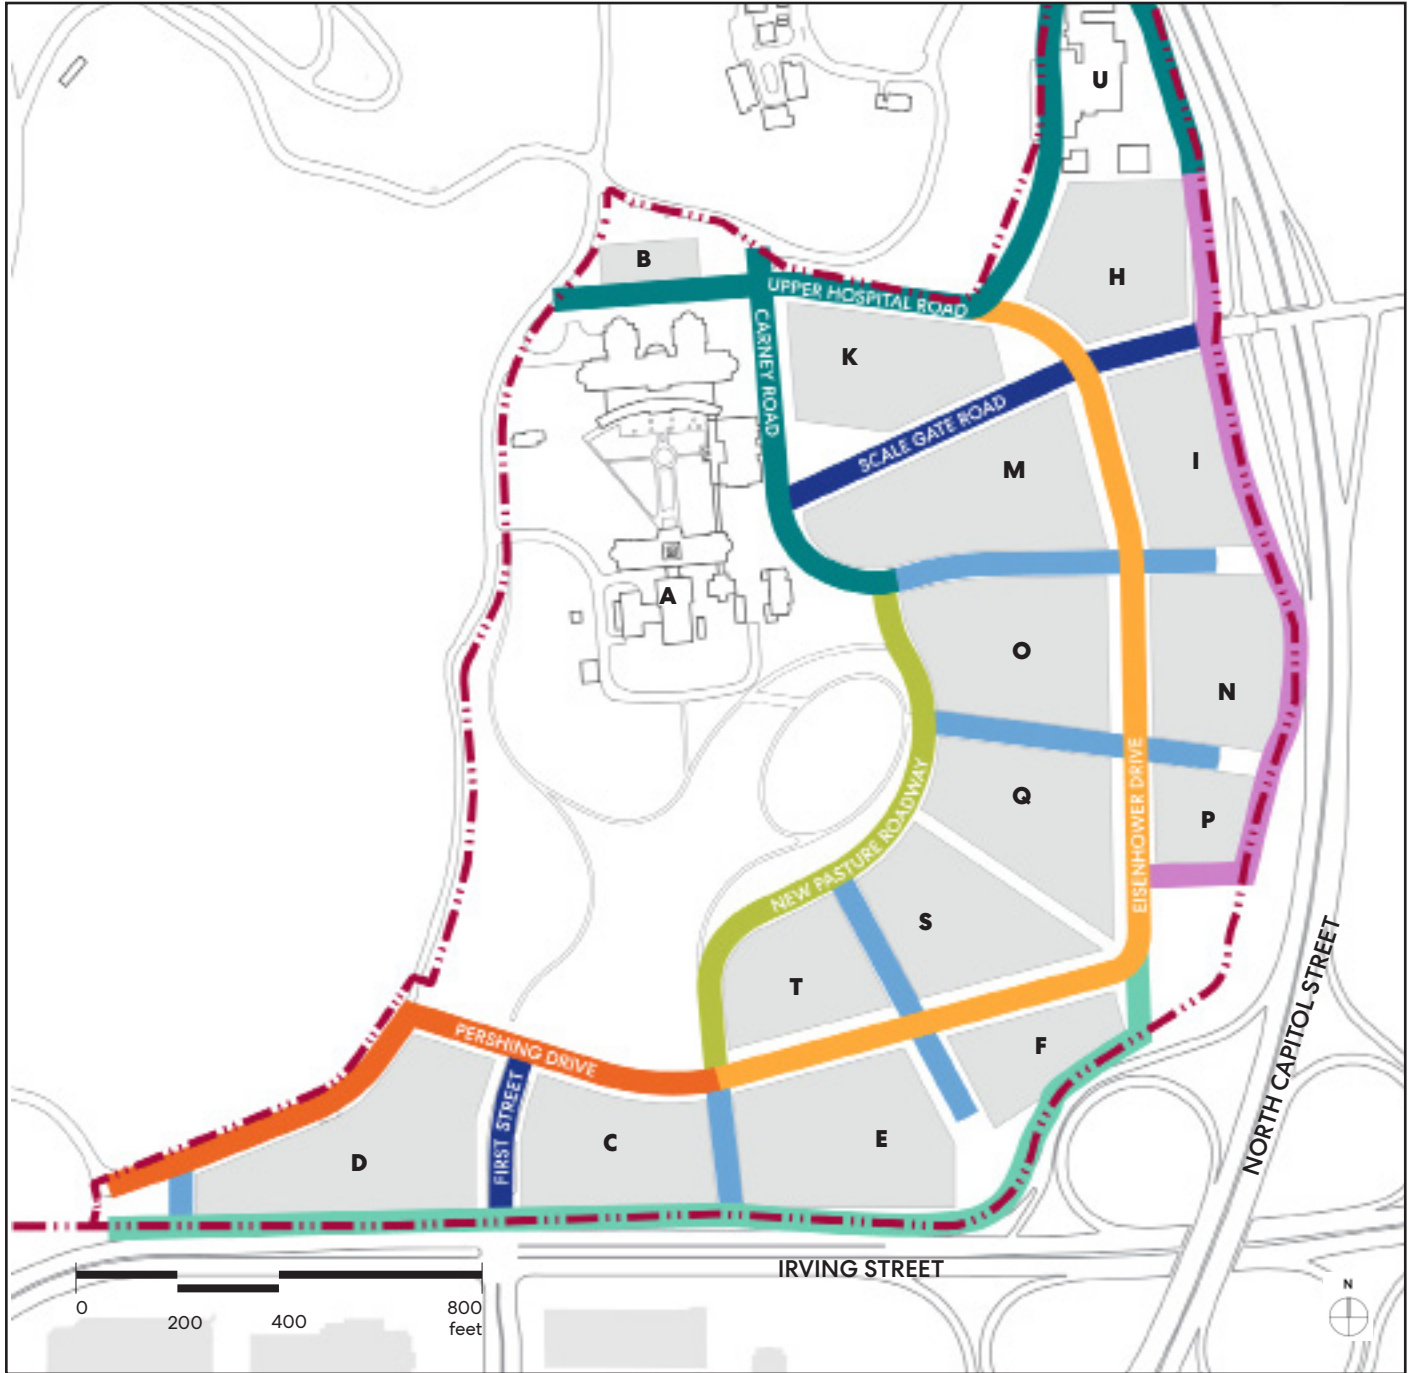 U
B
H
UPPER HOSPITAL ROAD
CARNEY ROAD
K
SCALE GATE ROAD
M
I
A
O
N
EISENHOWER DRIVE
NEW PASTURE ROADWAY
Q
P
S
T
PERSHING DRIVE
F
NORTH CAPITOL STREET
FIRST STREET
D
C
E
IRVING STREET
0
200
400
800
feet
N